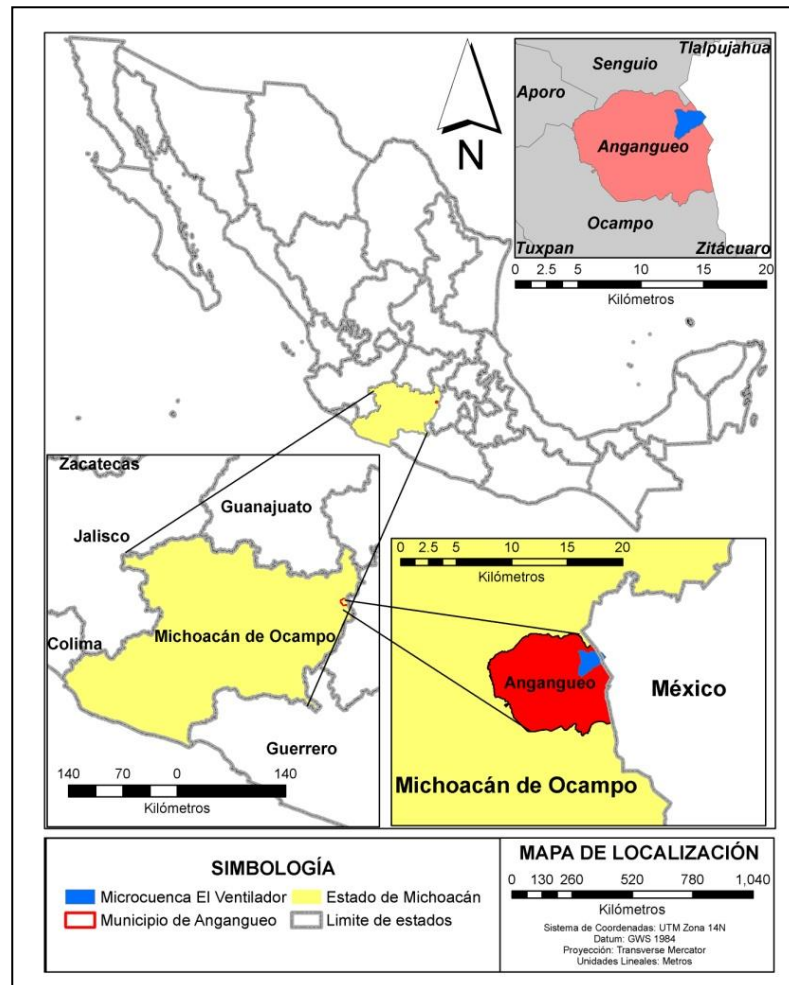 N
Tlalpujahua
Senguio
Aporo
Angangueo
Ocampo
Tuxpan
Zitácuaro
0 2.5 5 10 15 20
Kilómetros
Zacatecas
Guanajuato
Jalisco
Michoacán de Ocampo
Colima
Guerrero
140 70 0 140
Kilómetros
0 2.5 5 10 15 20
Kilómetros
Angangueo
México
Michoacán de Ocampo
SIMBOLOGÍA
Microcuenca El Ventilador
Estado de Michoacán
Municipio de Angangueo
Limite de estados
MAPA DE LOCALIZACIÓN
0 130 260 520 780 1,040
Kilómetros
Sistema de Coordenadas: UTM Zona 14N
Datum: GWS 1984
Proyección: Transverse Mercator
Unidades Lineales: Metros